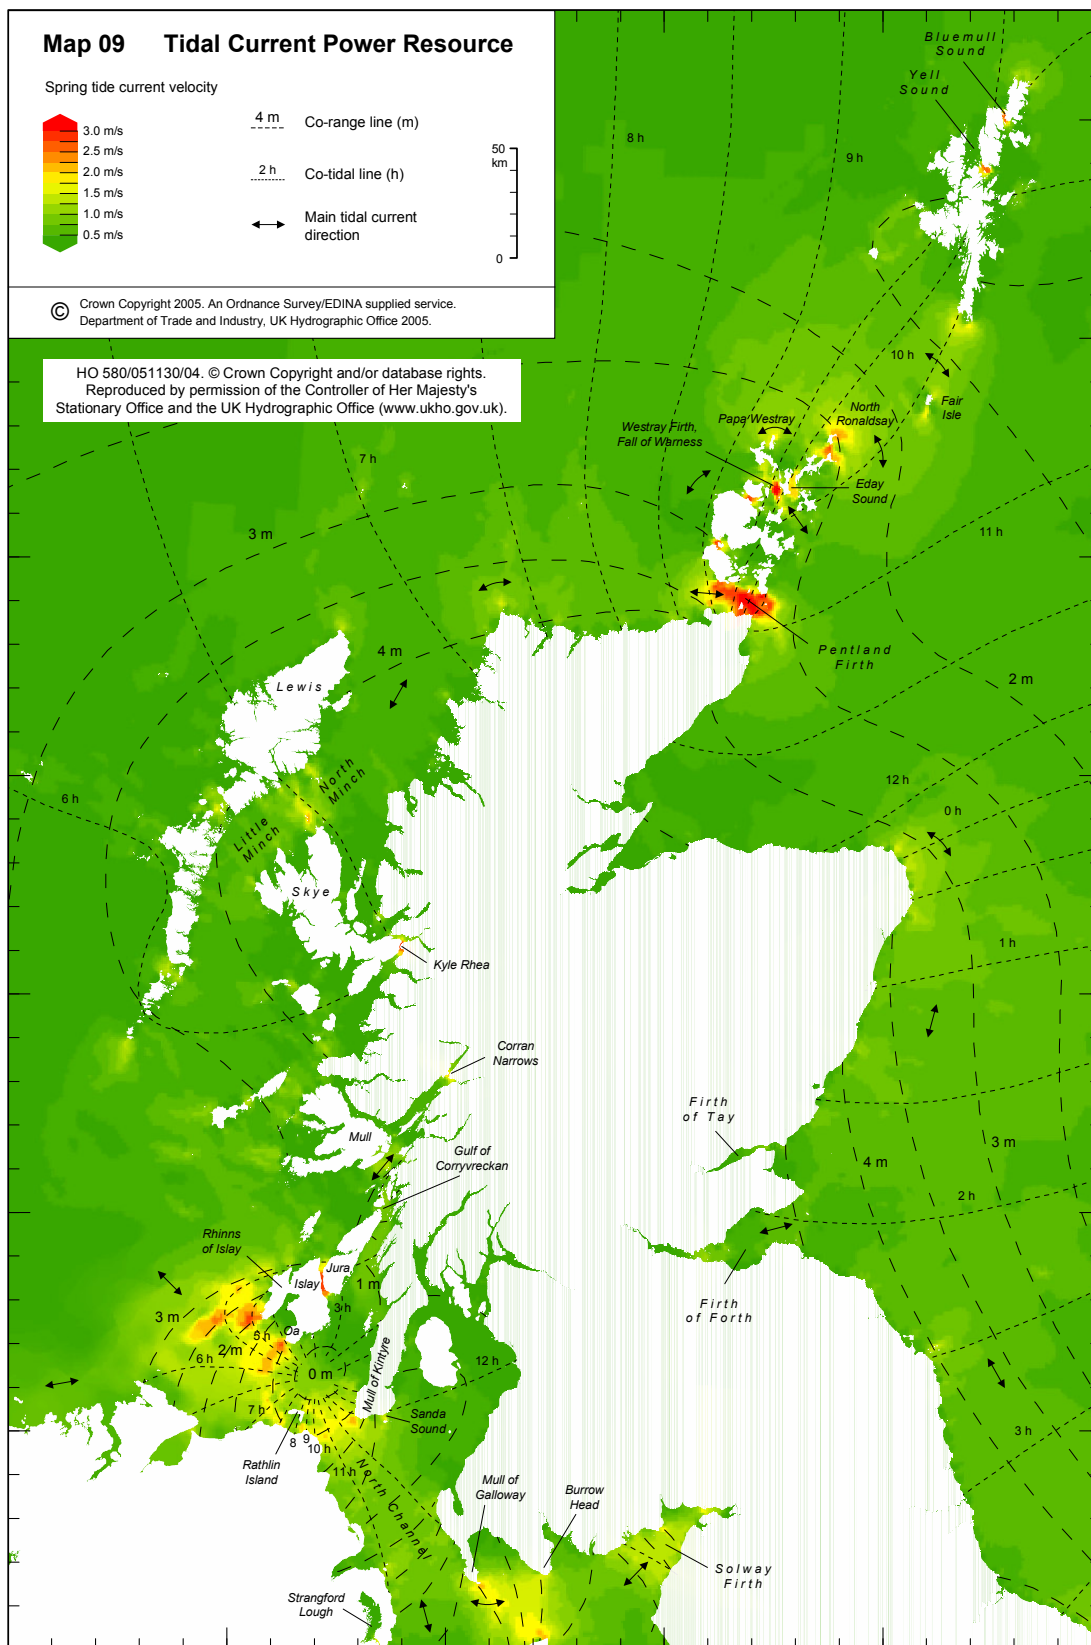 Map 09 Tidal Current Power Resource
Spring tide current velocity
3.0 m/s
2.5 m/s
2.0 m/s
1.5 m/s
1.0 m/s
0.5 m/s
4 m
Co-range line (m)
2 h
Co-tidal line (h)
Main tidal current
direction
50
km
0
© Crown Copyright 2005. An Ordnance Survey/EDINA supplied service.
Department of Trade and Industry, UK Hydrographic Office 2005.
HO 580/051130/04. © Crown Copyright and/or database rights.
Reproduced by permission of the Controller of Her Majesty's
Stationary Office and the UK Hydrographic Office (www.ukho.gov.uk).
Bluemull
Sound
Yell
Sound
8 h
9 h
10 h
Fair
Isle
North
Ronaldsay
Papa Westray
Westray Firth,
Fall of Warness
Eday
Sound
7 h
3 m
11 h
Pentland
Firth
4 m
2 m
Lewis
North
Minch
Little
Minch
6 h
12 h
0 h
Skye
1 h
Kyle Rhea
Corran
Narrows
Firth
of Tay
Mull
Gulf of
Corryvreckan
3 m
4 m
2 h
Rhinns
of Islay
Jura
Islay
1 m
3 h
Firth
of Forth
3 m
Oa
5 h
2 m
6 h
0 m
12 h
Mull of Kintyre
7 h
Sanda
Sound
8
9
10 h
11 h
Rathlin
Island
North Channel
3 h
Mull of
Galloway
Burrow
Head
Solway
Firth
Strangford
Lough